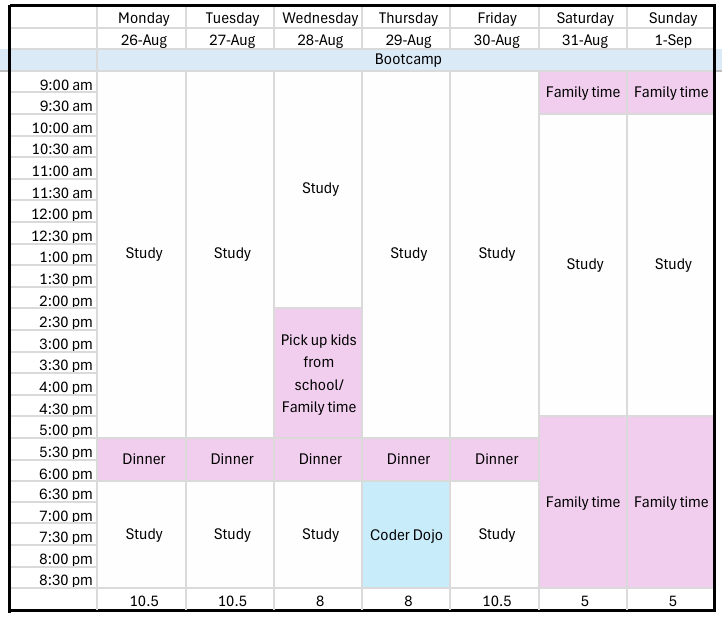 Monday Tuesday Wednesday Thursday Friday Saturday Sunday
26-Aug 27-Aug 28-Aug 29-Aug 30-Aug 31-Aug 1-Sep
Bootcamp
9:00 am Family time Family time
9:30 am
10:00 am
10:30 am
11:00 am
11:30 am Study
12:00 pm
12:30 pm
1:00 pm Study Study Study Study Study Study
1:30 pm
2:00 pm
2:30 pm
3:00 pm Pick up kids
3:30 pm from
4:00 pm school/
4:30 pm Family time
5:00 pm
5:30 pm Dinner Dinner Dinner Dinner Dinner
6:00 pm
6:30 pm Family time Family time
7:00 pm
7:30 pm Study Study Study Coder Dojo Study
8:00 pm
8:30 pm
10.5 10.5 8 8 10.5 5 5